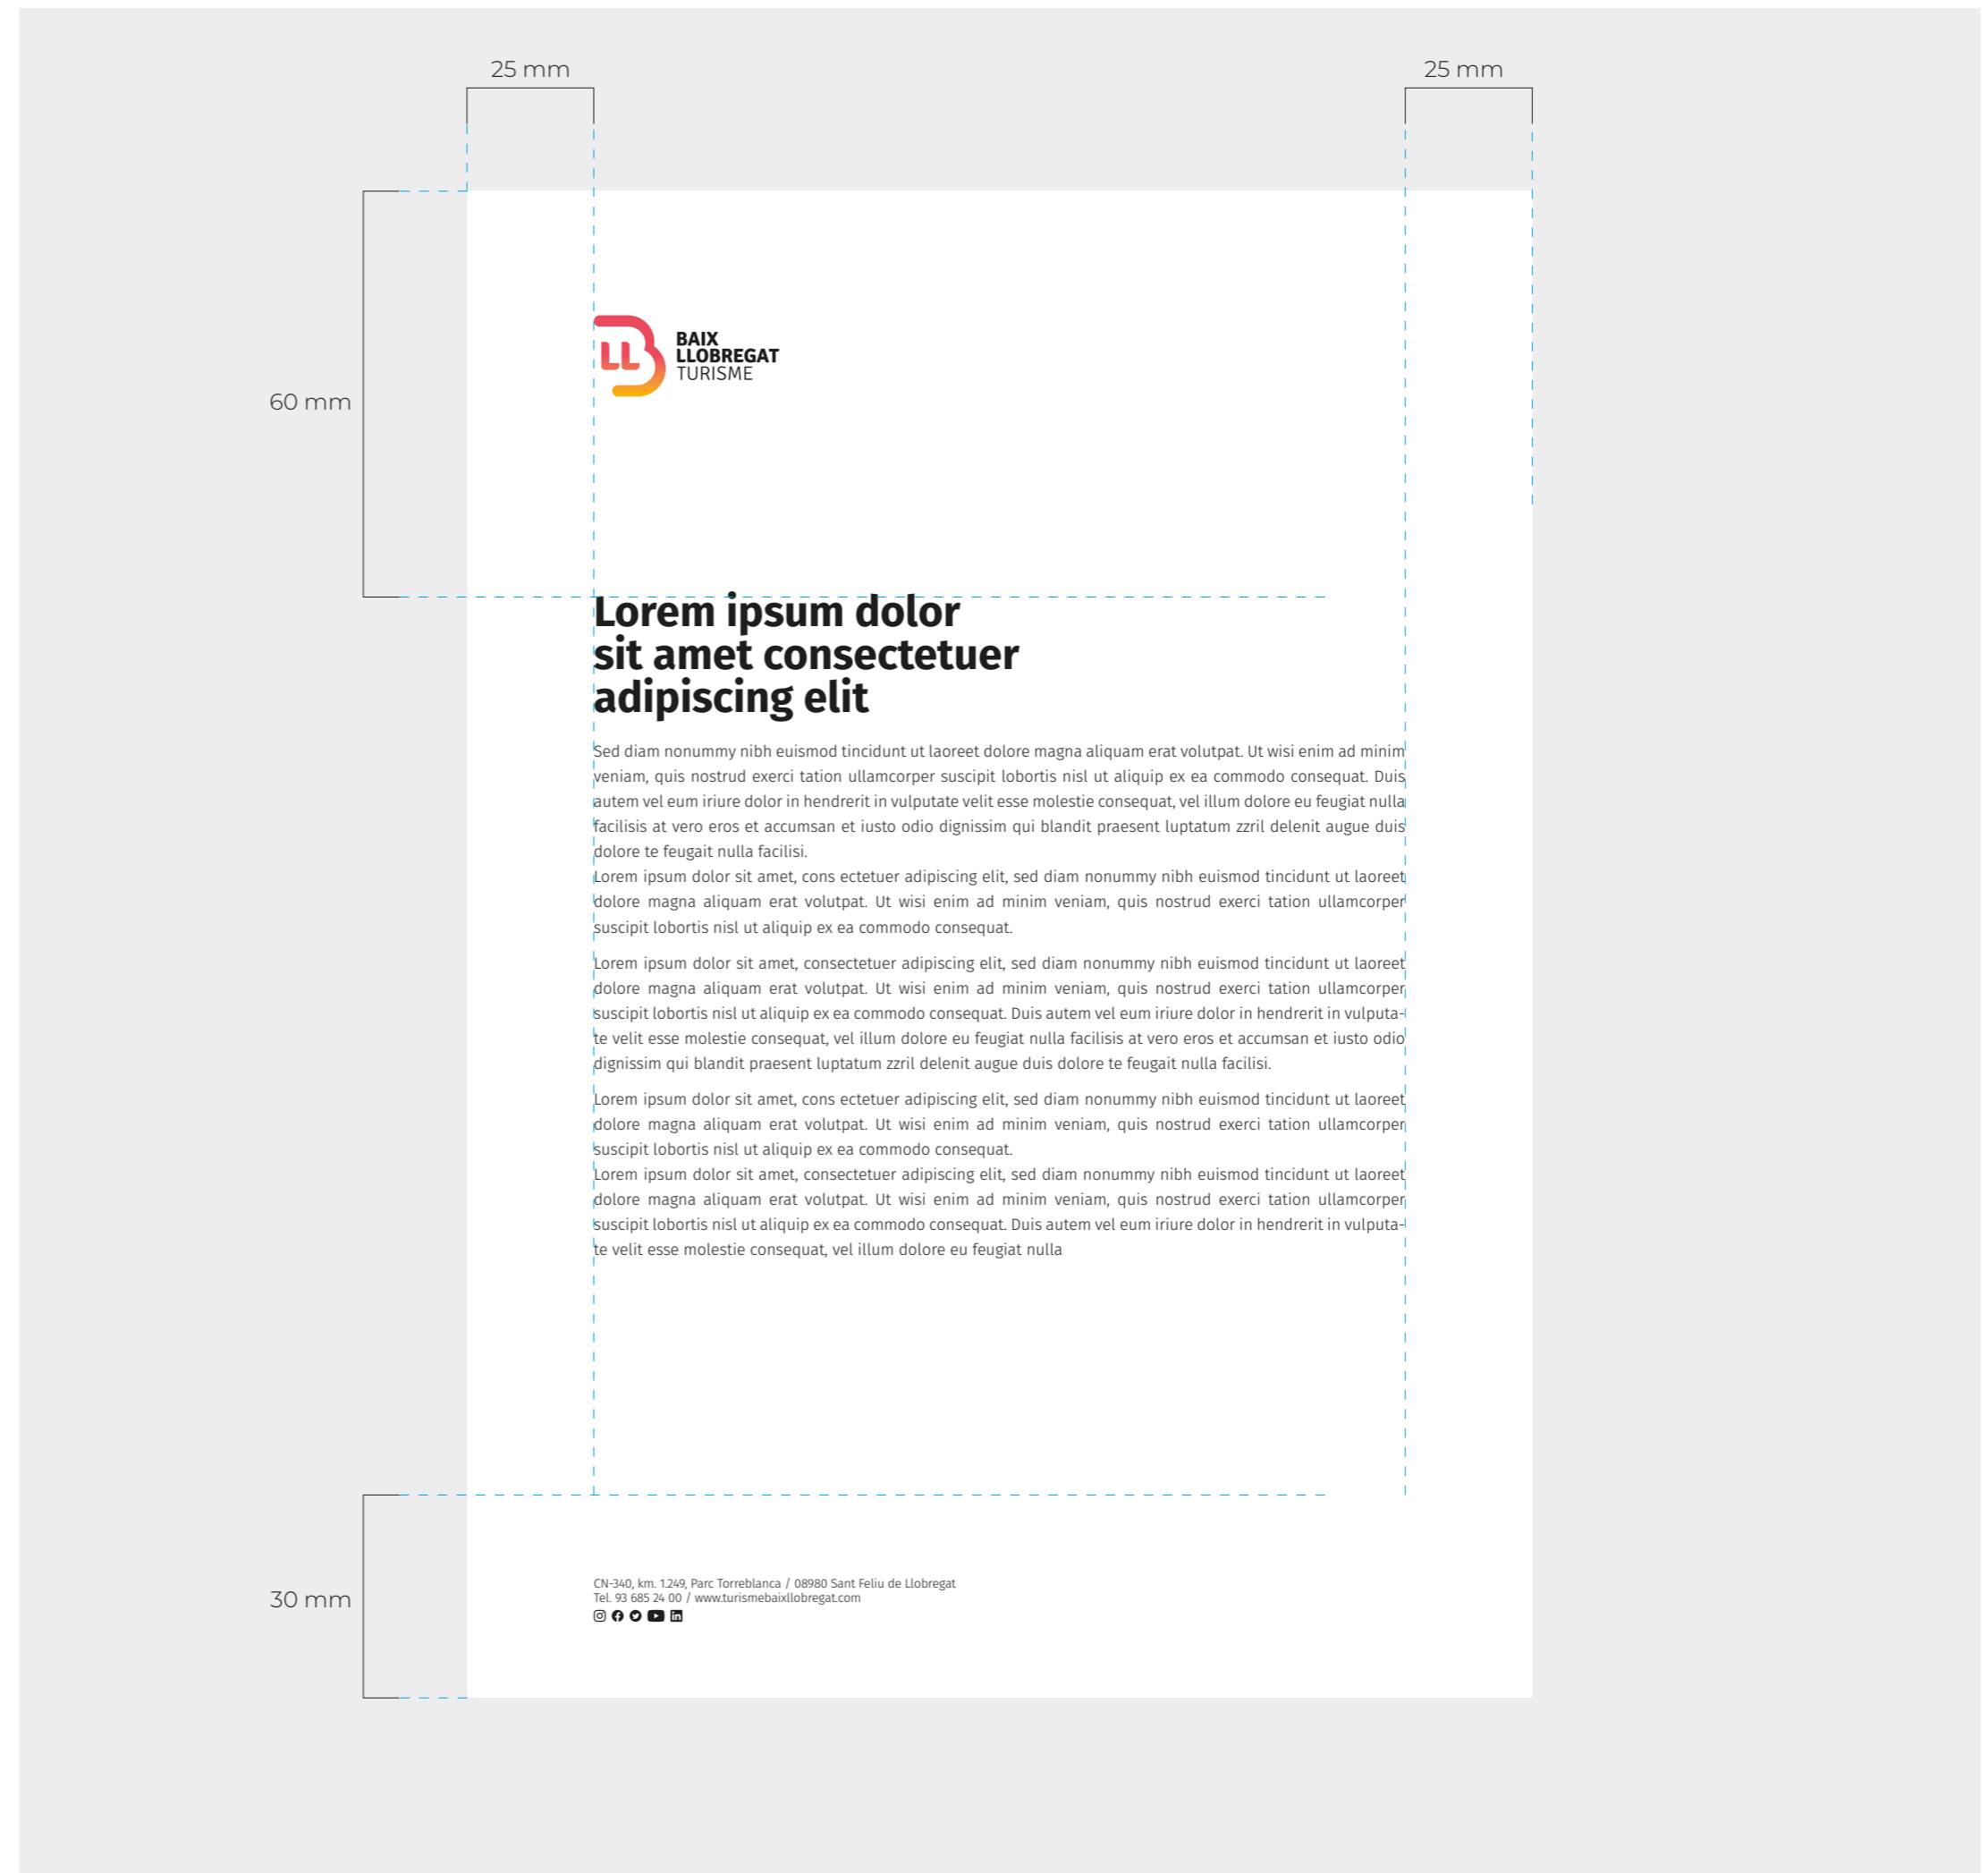 25 mm
25 mm
60 mm
BAIX
LLOBREGAT
TURISME
Lorem ipsum dolor
sit amet consectetuer
adipiscing elit
Sed diam nonummy nibh euismod tincidunt ut laoreet dolore magna aliquam erat volutpat. Ut wisi enim ad minim
veniam, quis nostrud exerci tation ullamcorper suscipit lobortis nisl ut aliquip ex ea commodo consequat. Duis
autem vel eum iriure dolor in hendrerit in vulputate velit esse molestie consequat, vel illum dolore eu feugiat nulla
facilisis at vero eros et accumsan et iusto odio dignissim qui blandit praesent luptatum zzril delenit augue duis
dolore te feugait nulla facilisi.
Lorem ipsum dolor sit amet, cons ectetuer adipiscing elit, sed diam nonummy nibh euismod tincidunt ut laoreet
dolore magna aliquam erat volutpat. Ut wisi enim ad minim veniam, quis nostrud exerci tation ullamcorper
suscipit lobortis nisl ut aliquip ex ea commodo consequat.
Lorem ipsum dolor sit amet, consectetuer adipiscing elit, sed diam nonummy nibh euismod tincidunt ut laoreet
dolore magna aliquam erat volutpat. Ut wisi enim ad minim veniam, quis nostrud exerci tation ullamcorper
suscipit lobortis nisl ut aliquip ex ea commodo consequat. Duis autem vel eum iriure dolor in hendrerit in vulputa-
te velit esse molestie consequat, vel illum dolore eu feugiat nulla facilisis at vero eros et accumsan et iusto odio
dignissim qui blandit praesent luptatum zzril delenit augue duis dolore te feugait nulla facilisi.
Lorem ipsum dolor sit amet, cons ectetuer adipiscing elit, sed diam nonummy nibh euismod tincidunt ut laoreet
dolore magna aliquam erat volutpat. Ut wisi enim ad minim veniam, quis nostrud exerci tation ullamcorper
suscipit lobortis nisl ut aliquip ex ea commodo consequat.
Lorem ipsum dolor sit amet, consectetuer adipiscing elit, sed diam nonummy nibh euismod tincidunt ut laoreet
dolore magna aliquam erat volutpat. Ut wisi enim ad minim veniam, quis nostrud exerci tation ullamcorper
suscipit lobortis nisl ut aliquip ex ea commodo consequat. Duis autem vel eum iriure dolor in hendrerit in vulputa-
te velit esse molestie consequat, vel illum dolore eu feugiat nulla
30 mm
CN-340, km. 1.249, Parc Torreblanca / 08980 Sant Feliu de Llobregat
Tel. 93 685 24 00 / www.turismebaixllobregat.com